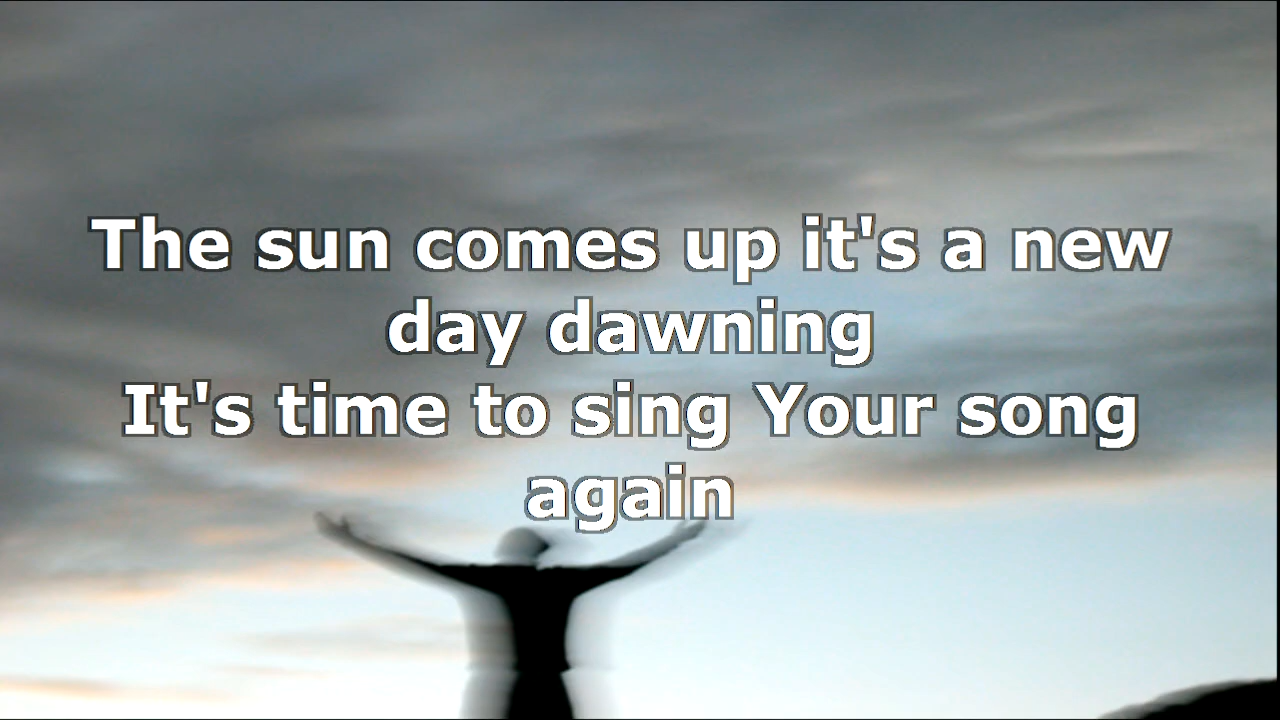 The sun comes up it's a new
day dawning
It's time to sing Your song
again